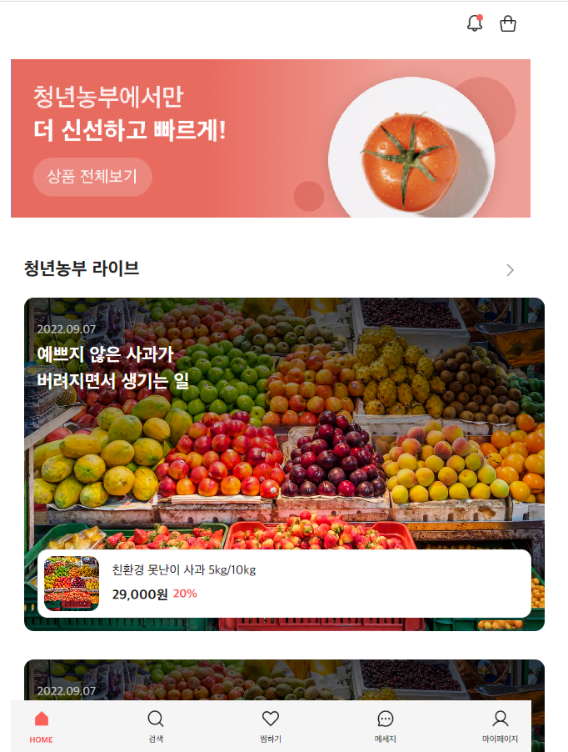 청년농부에서만
더 신선하고 빠르게!
상품 전체보기
청년농부 라이브
2022.09.07
예쁘지 않은 사과가
버려지면서 생기는 일
친환경 못난이 사과 5kg/10kg
29,000원 20%
2022.09.07
HOME 검색 찜하기 메세지 마이페이지